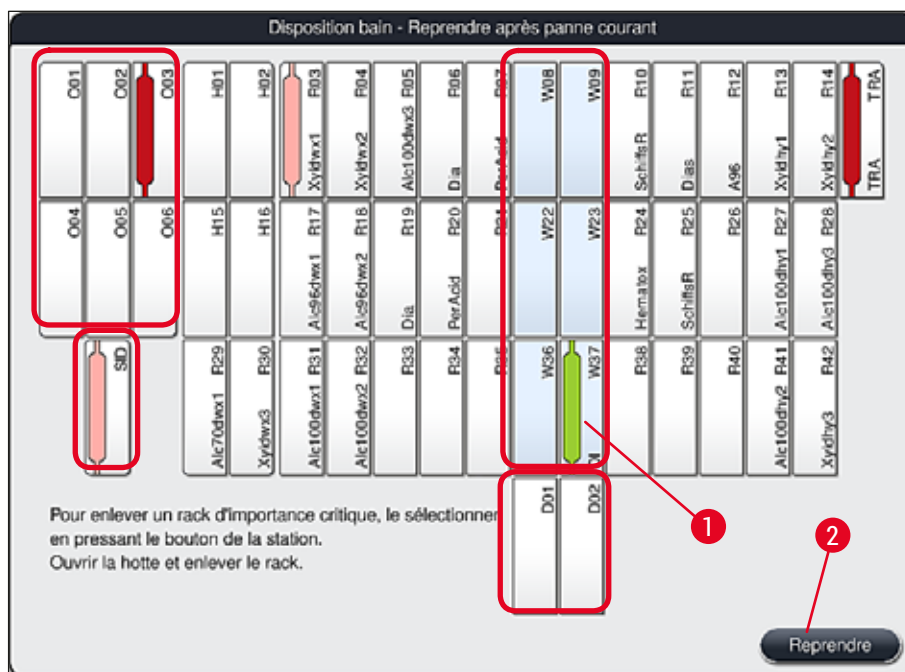 Disposition bain - Reprendre après panne courant
O01
O02
O03
H01
H02
R03 Xyldwx1
R04 Xyldwx2
R05 Alc100dwx3
R06 Dia
R07 PerAcid
W08
W09
R10 SchiffsR
R11 Dias
R12 A96
R13 Xyldhy1
R14 Xyldhy2
TRA TRA
O04
O05
O06
H15
H16
R17 Alc96dwx1
R18 Alc96dwx2
R19 Dia
R20 PerAcid
R21
W22
W23
R24 Hematox
R25 SchiffsR
R26
R27 Alc100dhy1
R28 Alc100dhy3
SID
R29 Alc70dwx1
R30 Xyldwx3
R31 Alc100dwx1
R32 Alc100dwx2
R33
R34
R35
W36
W37 DI
R38
R39
R40
R41 Alc100dhy2
R42 Xyldhy3
D01
D02
1
Pour enlever un rack d'importance critique, le sélectionner
en pressant le bouton de la station.
Ouvrir la hotte et enlever le rack.
2
Reprendre